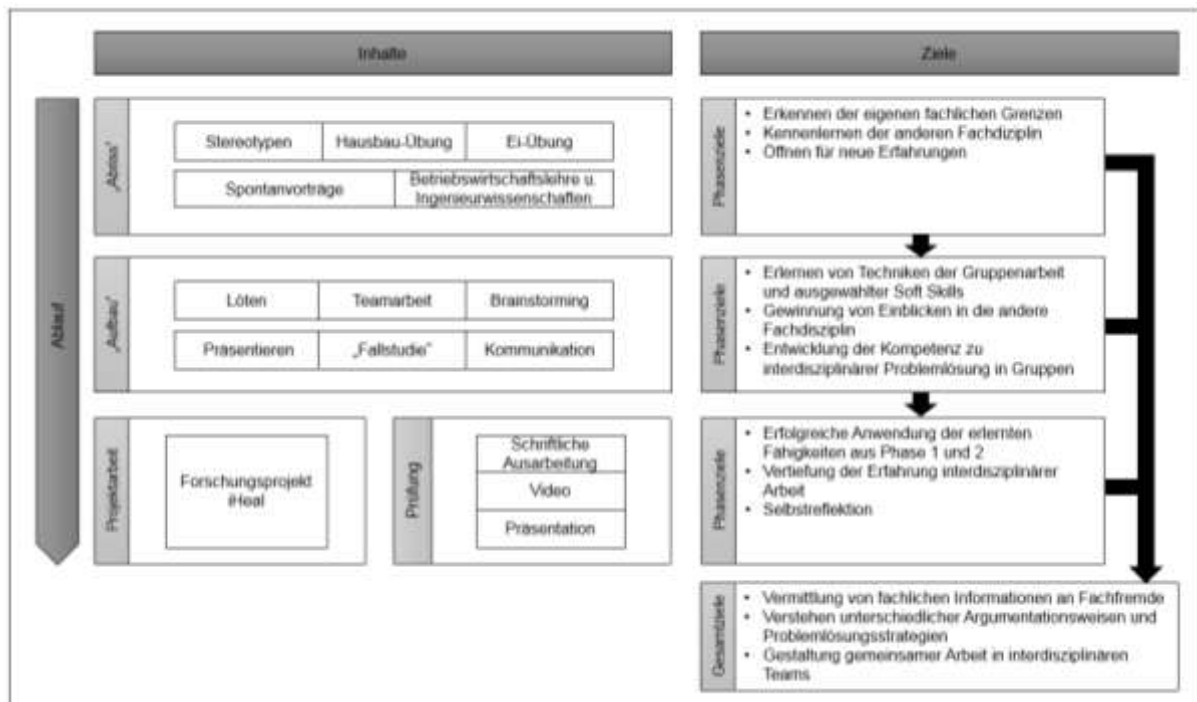 Inhalte
Ziele
Ablauf
„Abriss“
Stereotypen
Hausbau-Übung
Ei-Übung
Spontanvorträge
Betriebswirtschaftslehre u.
Ingenieurwissenschaften
Phasenziele
• Erkennen der eigenen fachlichen Grenzen
• Kennenlernen der anderen Fachdiziplin
• Öffnen für neue Erfahrungen
„Aufbau“
Löten
Teamarbeit
Brainstorming
Präsentieren
„Fallstudie“
Kommunikation
Phasenziele
• Erlernen von Techniken der Gruppenarbeit
und ausgewählter Soft Skills
• Gewinnung von Einblicken in die andere
Fachdisziplin
• Entwicklung der Kompetenz zu
interdisziplinärer Problemlösung in Gruppen
Projektarbeit
Forschungsprojekt
iHeal
Prüfung
Schriftliche
Ausarbeitung
Video
Präsentation
Phasenziele
• Erfolgreiche Anwendung der erlernten
Fähigkeiten aus Phase 1 und 2
• Vertiefung der Erfahrung interdisziplinärer
Arbeit
• Selbstreflektion
Gesamtziele
• Vermittlung von fachlichen Informationen an Fachfremde
• Verstehen unterschiedlicher Argumentationsweisen und
Problemlösungsstrategien
• Gestaltung gemeinsamer Arbeit in interdisziplinären
Teams